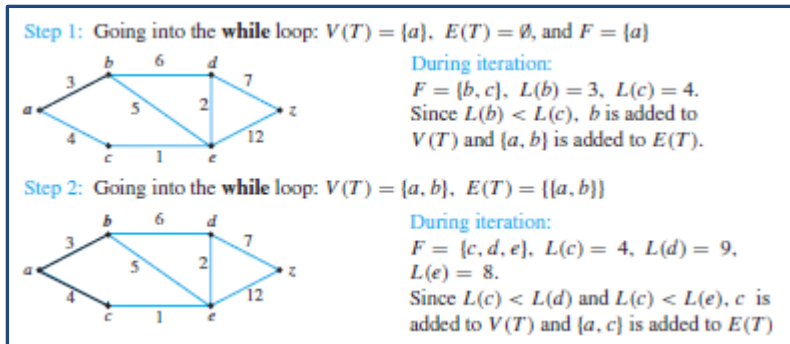 Step 1: Going into the while loop: V(T) = {a}, E(T) = ∅, and F = {a}
b 6 d
3 7
a 5 2 z
4 12
c 1 e
During iteration:
F = {b, c}, L(b) = 3, L(c) = 4.
Since L(b) < L(c), b is added to
V(T) and {a, b} is added to E(T).
Step 2: Going into the while loop: V(T) = {a, b}, E(T) = {{a, b}}
b 6 d
3 7
a 5 2 z
4 12
c 1 e
During iteration:
F = {c, d, e}, L(c) = 4, L(d) = 9,
L(e) = 8.
Since L(c) < L(d) and L(c) < L(e), c is
added to V(T) and {a, c} is added to E(T)